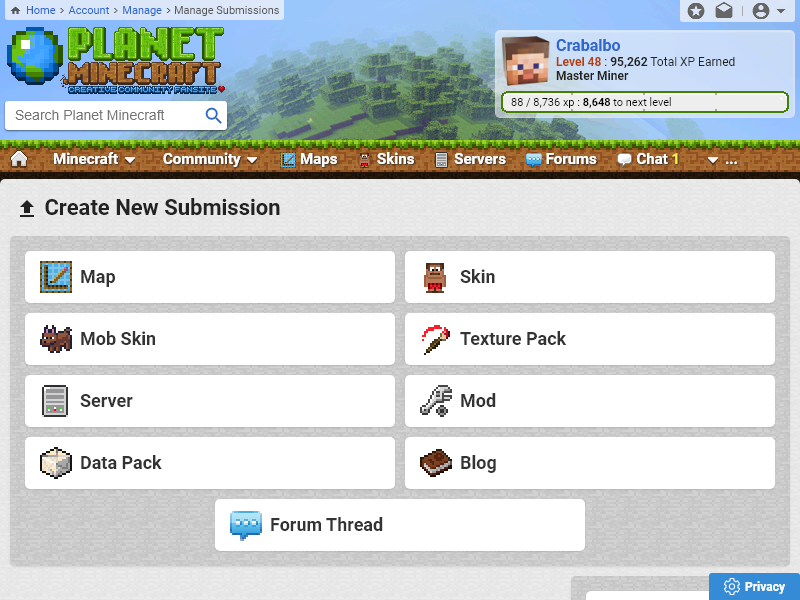 Home > Account > Manage > Manage Submissions
PLANET
MINECRAFT
CREATIVE COMMUNITY FANSITE
Crabalbo
Level 48 : 95,262 Total XP Earned
Master Miner
88 / 8,736 xp : 8,648 to next level
Search Planet Minecraft
Minecraft Community Maps Skins Servers Forums Chat 1 ...
Create New Submission
Map
Skin
Mob Skin
Texture Pack
Server
Mod
Data Pack
Blog
Forum Thread
Privacy